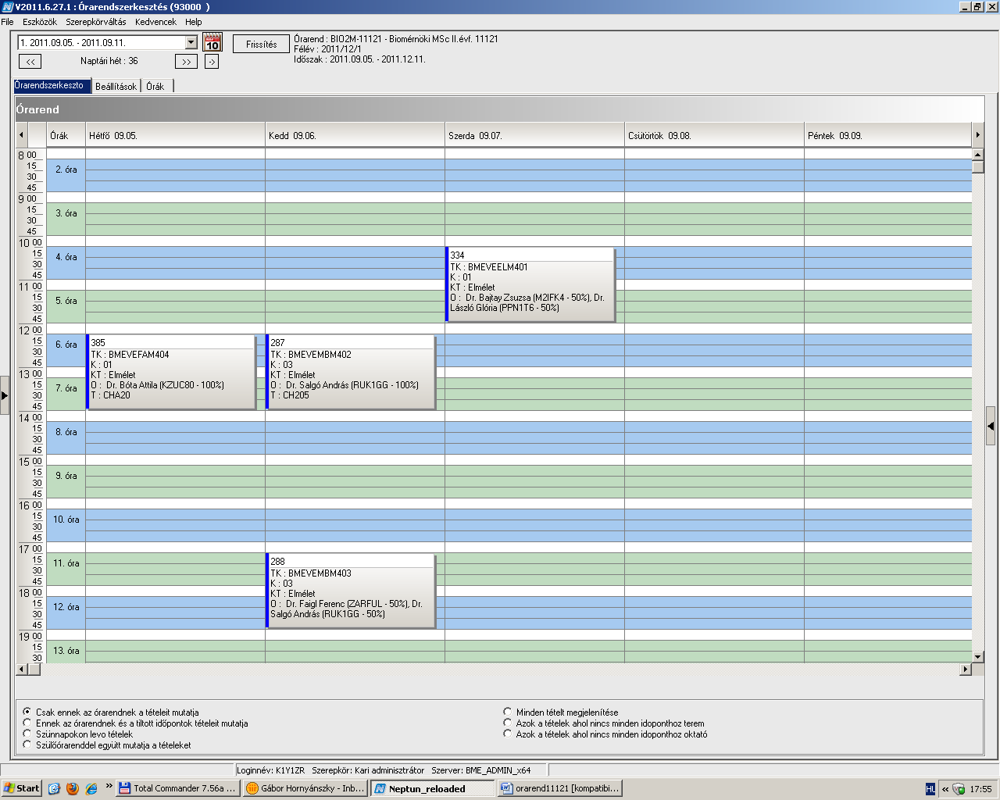 V2011.6.27.1 : Órarendszerkesztés (93000 )
File Eszközök Szerepkörváltás Kedvencek Help
1. 2011.09.05. - 2011.09.11.
10
Frissítés
Órarend : BIO2M-11121 - Biomérnöki MSc II.évf. 11121
Félév : 2011/12/1
Időszak : 2011.09.05. - 2011.12.11.
<< Naptári hét : 36 >> ->
Órarendszerkeszto Beállítások Órák
Órarend
Órák Hétfő 09.05. Kedd 09.06. Szerda 09.07. Csütörtök 09.08. Péntek 09.09.
8 00
15
30
45
2. óra
9 00
15
30
45
3. óra
10 00
15
30
45
4. óra
334
TK : BMEVEELM401
K : 01
KT : Elmélet
O : Dr. Bajtay Zsuzsa (M2IFK4 - 50%), Dr.
László Glória (PPN1T6 - 50%)
11 00
15
30
45
5. óra
12 00
15
30
45
6. óra
385
TK : BMEVEFAM404
K : 01
KT : Elmélet
O : Dr. Bóta Attila (KZUC80 - 100%)
T : CHA20
287
TK : BMEVEMBM402
K : 03
KT : Elmélet
O : Dr. Salgó András (RUK1GG - 100%)
T : CH205
13 00
15
30
45
7. óra
14 00
15
30
45
8. óra
15 00
15
30
45
9. óra
16 00
15
30
45
10. óra
17 00
15
30
45
11. óra
288
TK : BMEVEMBM403
K : 03
KT : Elmélet
O : Dr. Faigl Ferenc (ZARFUL - 50%), Dr.
Salgó András (RUK1GG - 50%)
18 00
15
30
45
12. óra
19 00
15
30
13. óra
Csak ennek az órarendnek a tételeit mutatja
Ennek az órarendnek és a tiltott időpontok tételeit mutatja
Szünnapokon levo tételek
Szülőórarenddel együtt mutatja a tételeket
Minden tételt megjelenítése
Azok a tételek ahol nincs minden idoponthoz terem
Azok a tételek ahol nincs minden idoponthoz oktató
Loginnév: K1Y1ZR Szerepkör: Kari adminisztrátor Szerver: BME_ADMIN_x64
Start » Total Commander 7.56a ... Gábor Hornyánszky - Inb... Neptun_reloaded orarend11121 [kompatibi... HU « 17:55